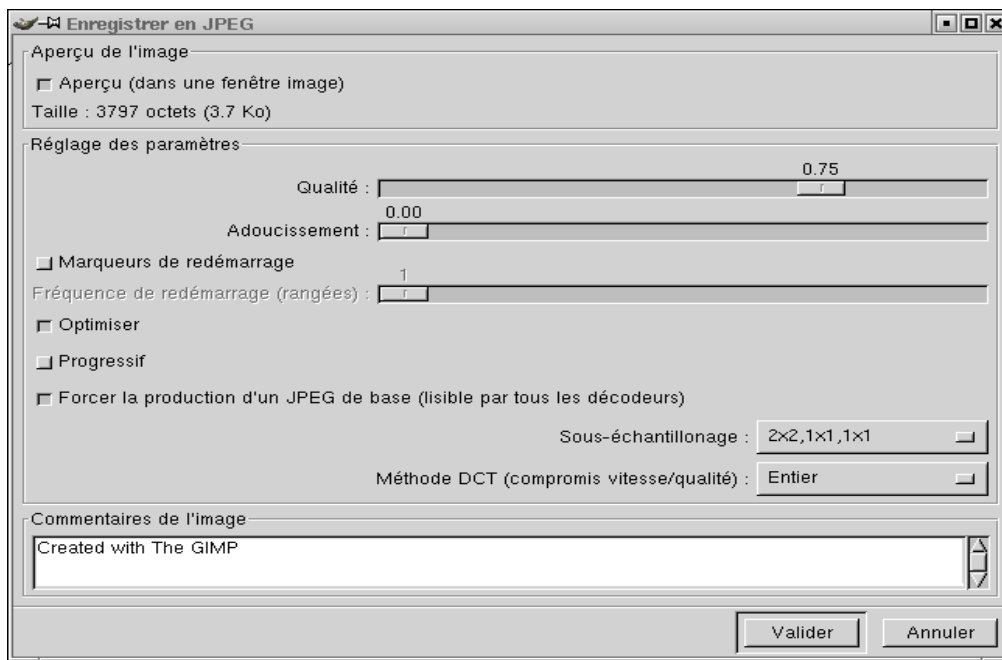 Enregistrer en JPEG
Aperçu de l'image
Aperçu (dans une fenêtre image)
Taille : 3797 octets (3.7 Ko)
Réglage des paramètres
0.75
Qualité :
0.00
Adoucissement :
Marqueurs de redémarrage
1
Fréquence de redémarrage (rangées) :
Optimiser
Progressif
Forcer la production d'un JPEG de base (lisible par tous les décodeurs)
Sous-échantillonage : 2x2,1x1,1x1
Méthode DCT (compromis vitesse/qualité) : Entier
Commentaires de l'image
Created with The GIMP
Valider Annuler